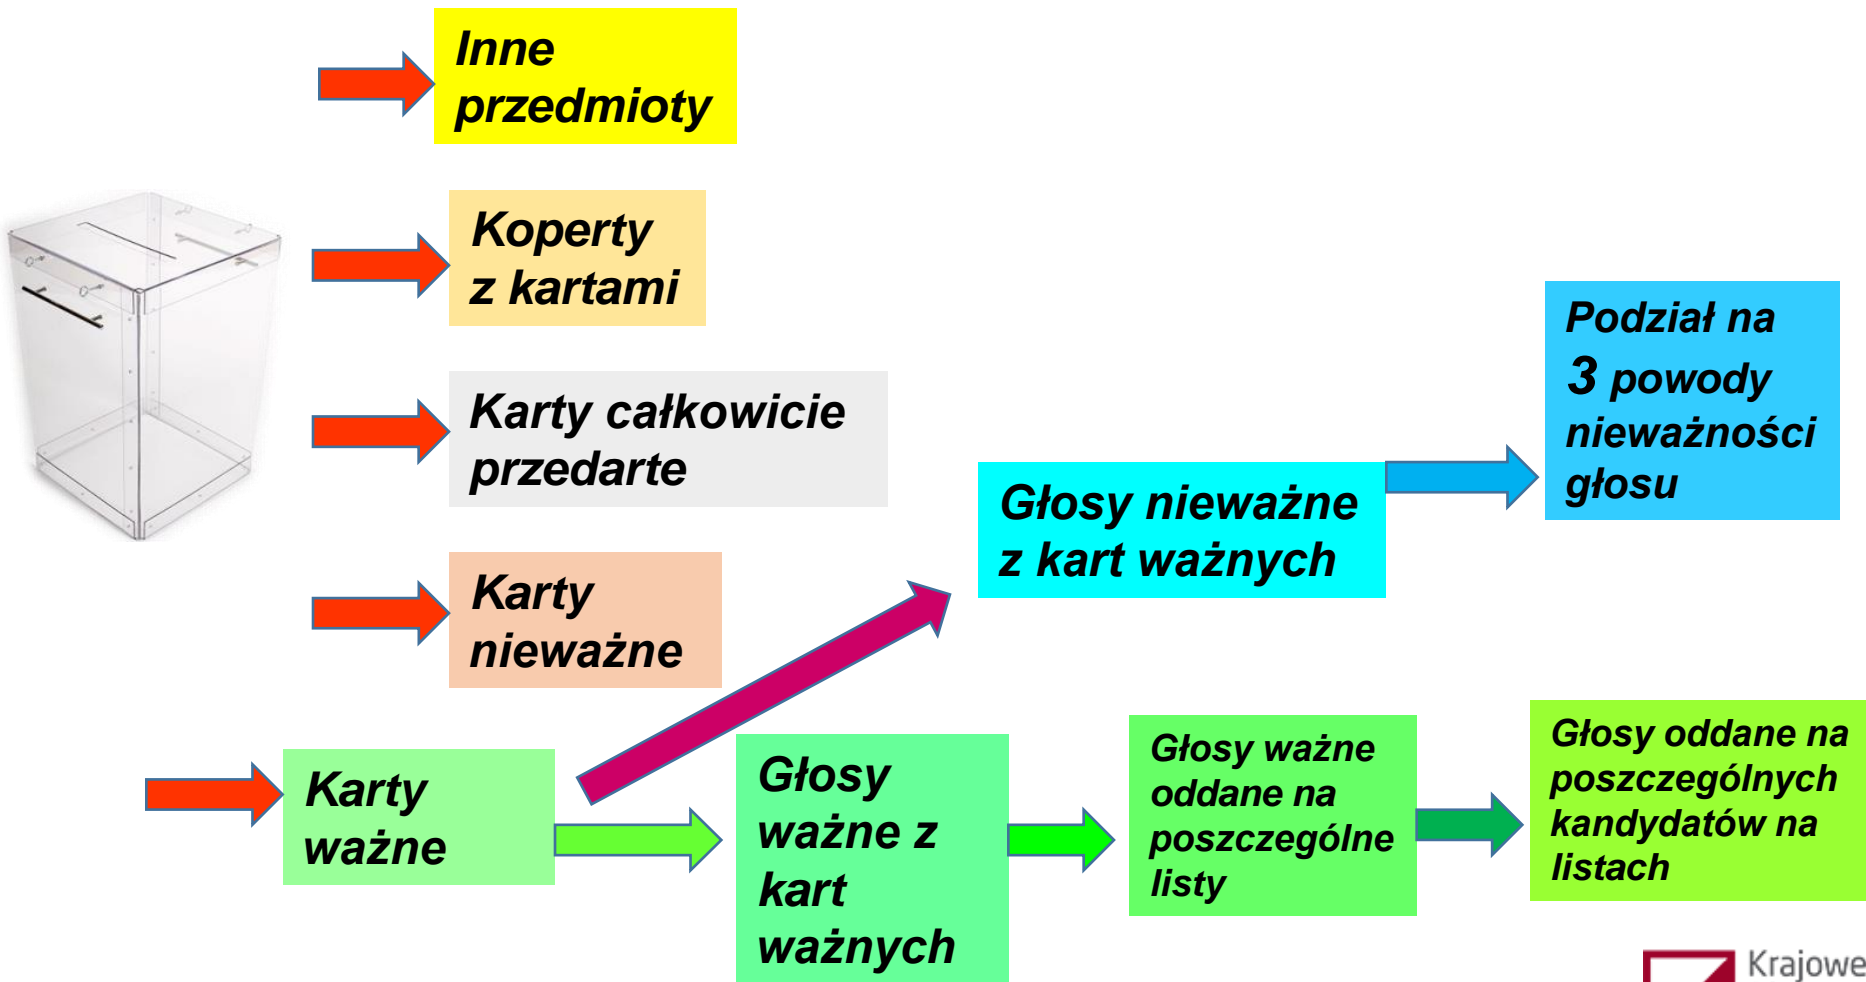 Inne
przedmioty
Koperty
z kartami
Karty całkowicie
przedarte
Karty
nieważne
Karty
ważne
Głosy nieważne
z kart ważnych
Podział na
3 powody
nieważności
głosu
Głosy
ważne z
kart
ważnych
Głosy ważne
oddane na
poszczególne
listy
Głosy oddane na
poszczególnych
kandydatów na
listach
Krajowe